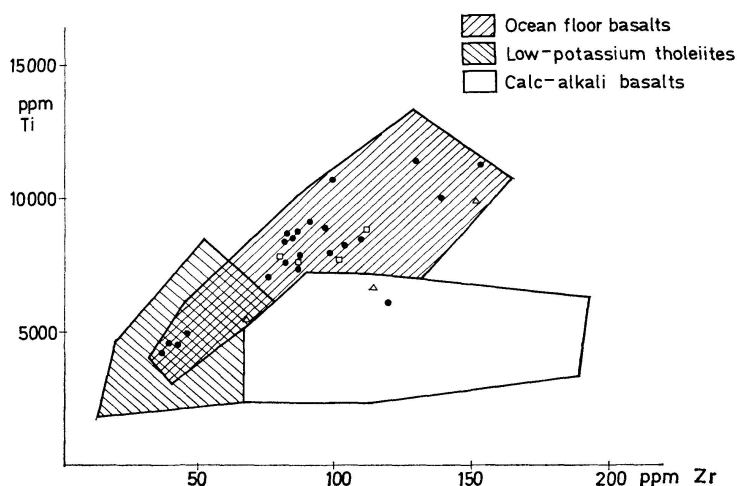 Ocean floor basalts
Low-potassium tholeiites
Calc-alkali basalts
15000
ppm
Ti
10000
5000
50
100
150
200 ppm Zr